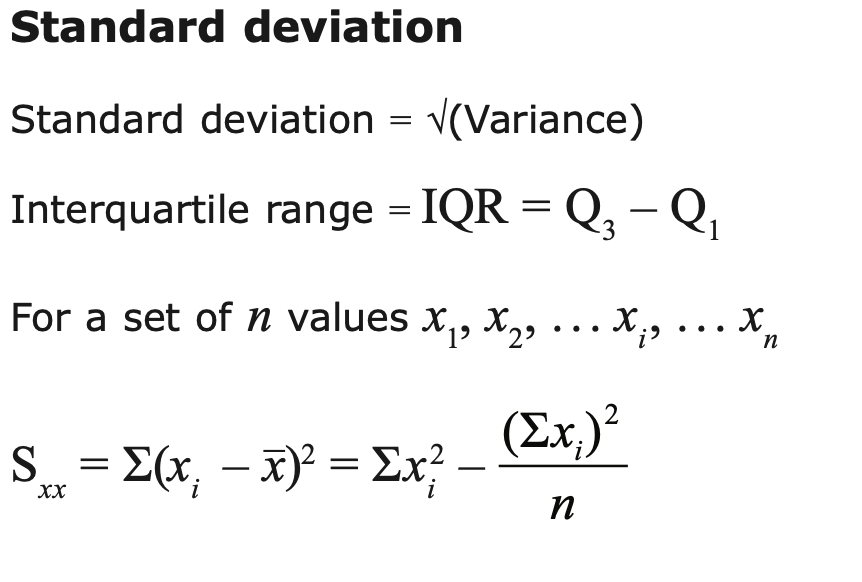 Standard deviation
Standard deviation = √(Variance)
Interquartile range = IQR = Q₃ − Q₁
For a set of n values x₁, x₂, . . . xᵢ, . . . xₙ
Sₓₓ = Σ(xᵢ − x̄)² = Σxᵢ² − (Σxᵢ)² / n